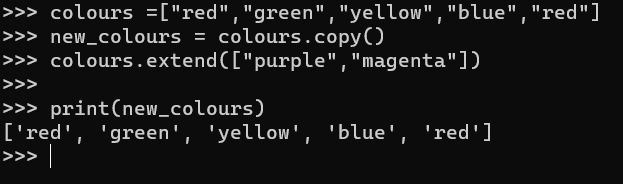 >>> colours =["red","green","yellow","blue","red"]
>>> new_colours = colours.copy()
>>> colours.extend(["purple","magenta"])
>>>
>>> print(new_colours)
['red', 'green', 'yellow', 'blue', 'red']
>>>